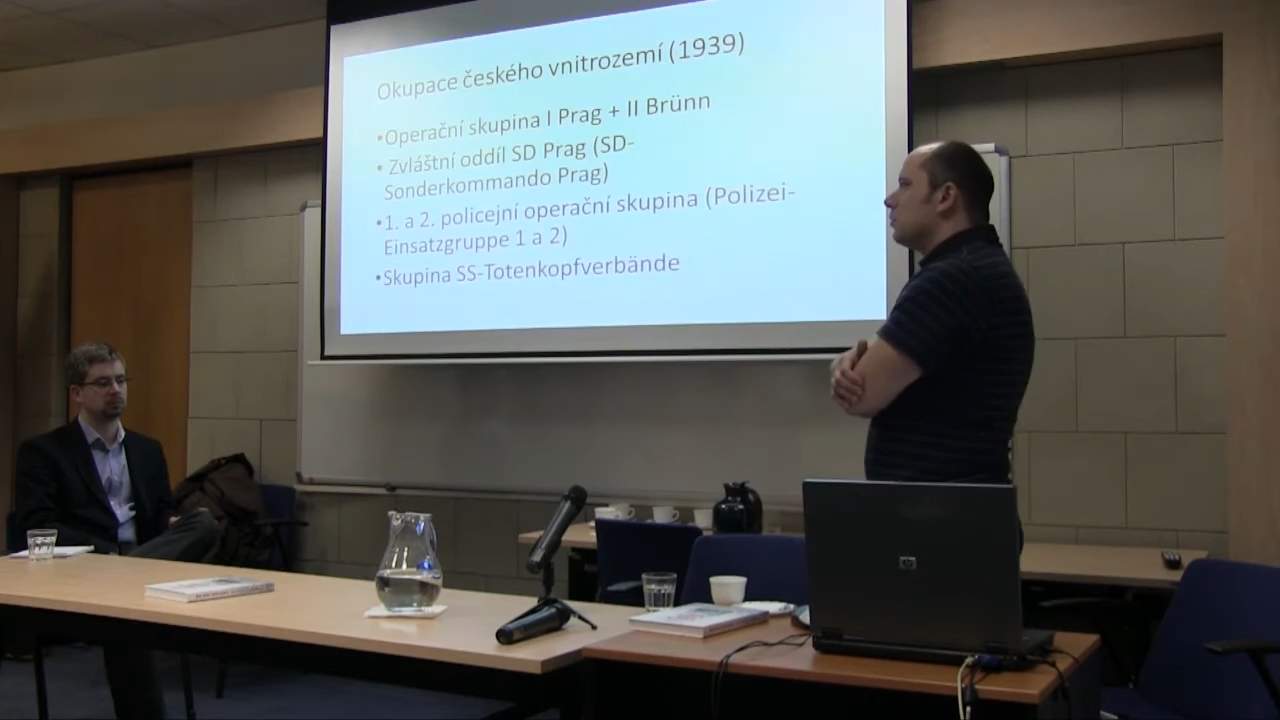 Okupace českého vnitrozemí (1939)
•Operační skupina I Prag + II Brünn
• Zvláštní oddíl SD Prag (SD-
Sonderkommando Prag)
•1. a 2. policejní operační skupina (Polizei-
Einsatzgruppe 1 a 2)
•Skupina SS-Totenkopfverbände
hp